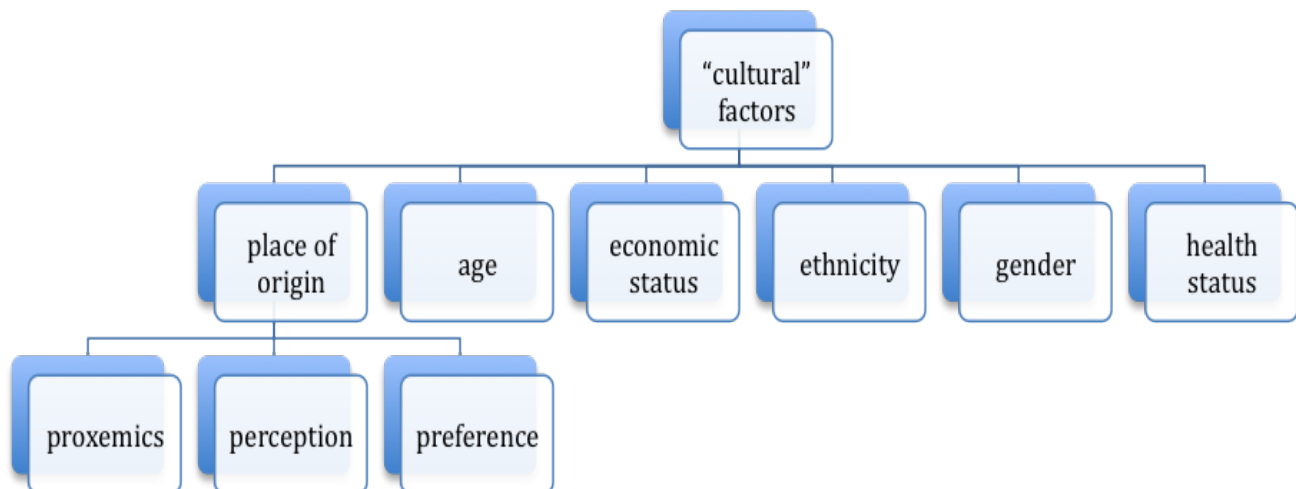 “cultural”
factors
place of
origin
age
economic
status
ethnicity
gender
health
status
proxemics
perception
preference